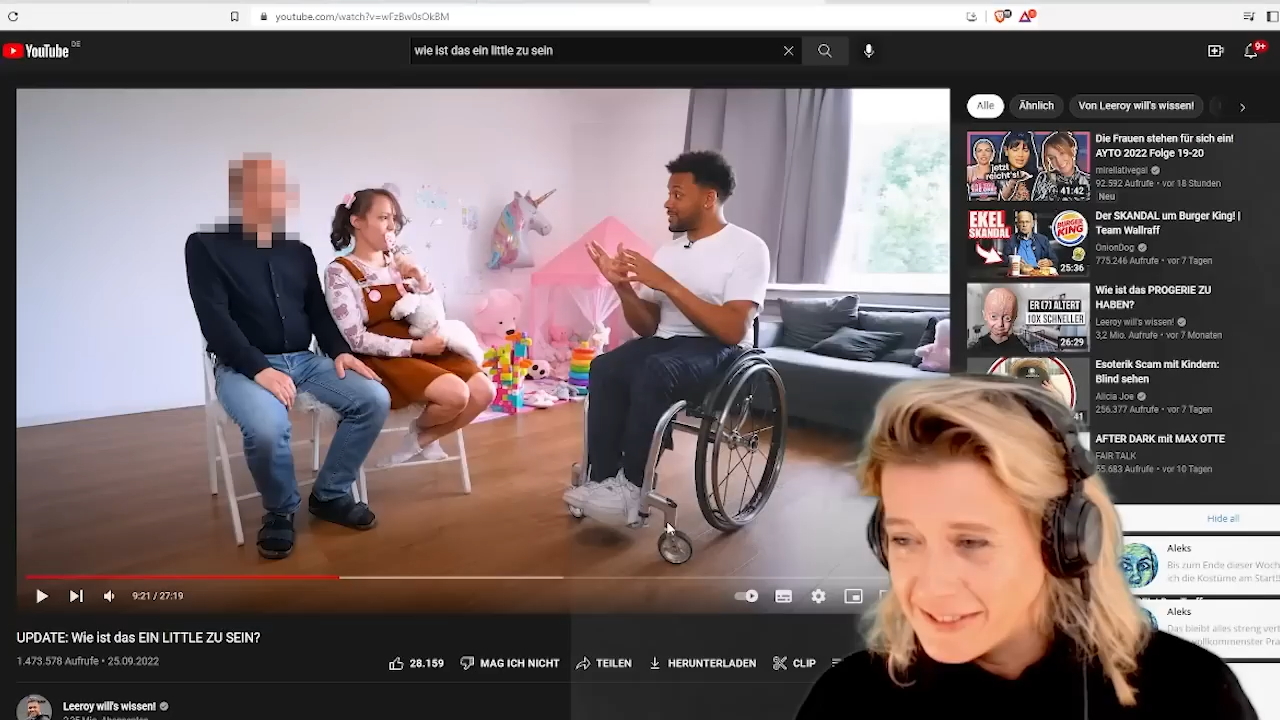 youtube.com/watch?v=wFzBw0sOkBM
YouTube DE
wie ist das ein little zu sein
9+
Alle
Ähnlich
Von Leeroy will's wissen!
Die Frauen stehen für sich ein!
AYTO 2022 Folge 19-20
mirellativegal
92.592 Aufrufe • vor 18 Stunden
Neu
Jetzt reicht's!
41:42
Der SKANDAL um Burger King! |
Team Wallraff
OnionDog
775.246 Aufrufe • vor 7 Tagen
EKEL
SKANDAL
BURGER KING
25:36
Wie ist das PROGERIE ZU
HABEN?
Leeroy will's wissen!
3,2 Mio. Aufrufe • vor 7 Monaten
ER (7) ALTERT
10X SCHNELLER
26:29
Esoterik Scam mit Kindern:
Blind sehen
Alicia Joe
256.377 Aufrufe • vor 7 Tagen
41
AFTER DARK mit MAX OTTE
FAIR TALK
55.683 Aufrufe • vor 10 Tagen
Hide all
Aleks
Bis zum Ende dieser Woch
ich die Kostüme am Start!
Aleks
Das bleibt alles streng vert
vollkommenster Pra
9:21 / 27:19
UPDATE: Wie ist das EIN LITTLE ZU SEIN?
1.473.578 Aufrufe • 25.09.2022
28.159
MAG ICH NICHT
TEILEN
HERUNTERLADEN
CLIP
Leeroy will's wissen!